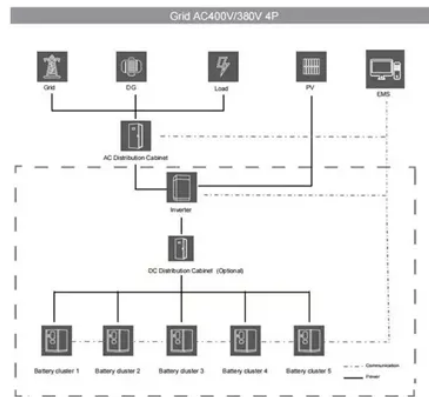 Grid AC400V/380V 4P
Grid
DG
Load
PV
EMS
AC Distribution Cabinet
Inverter
DC Distribution Cabinet (Optional)
Battery cluster 1
Battery cluster 2
Battery cluster 3
Battery cluster 4
Battery cluster 5
Communication
Power